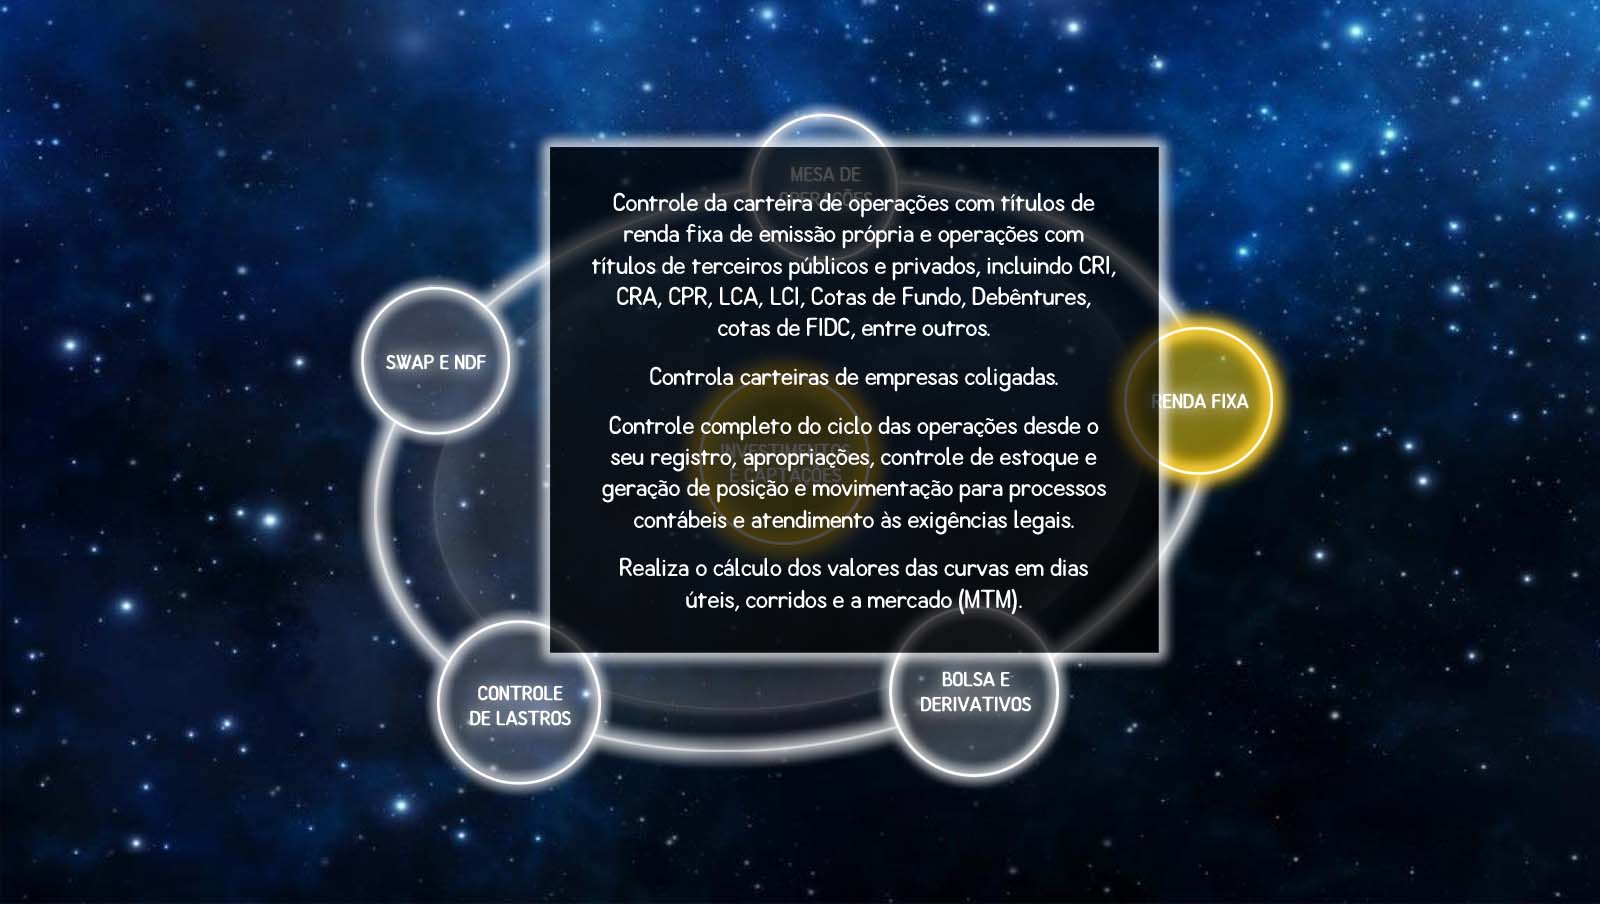 MESA DE
OPERAÇÕES
Controle da carteira de operações com títulos de
renda fixa de emissão própria e operações com
títulos de terceiros públicos e privados, incluindo CRI,
CRA, CPR, LCA, LCI, Cotas de Fundo, Debêntures,
cotas de FIDC, entre outros.
Controla carteiras de empresas coligadas.
Controle completo do ciclo das operações desde o
seu registro, apropriações, controle de estoque e
geração de posição e movimentação para processos
contábeis e atendimento às exigências legais.
Realiza o cálculo dos valores das curvas em dias
úteis, corridos e a mercado (MTM).
INVESTIMENTOS
E CAPTAÇÕES
SWAP E NDF
RENDA FIXA
CONTROLE
DE LASTROS
BOLSA E
DERIVATIVOS